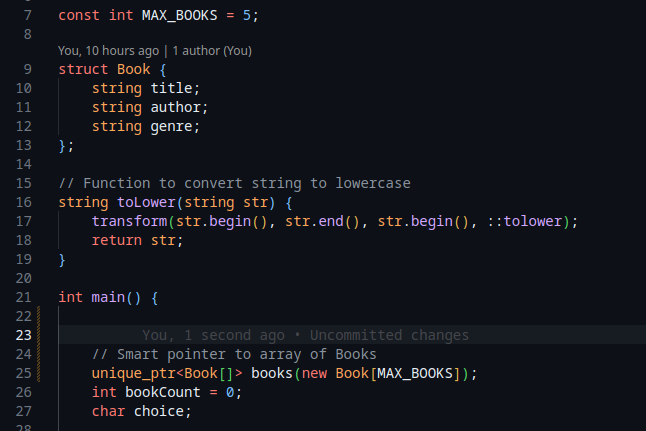 7 const int MAX_BOOKS = 5;
8
You, 10 hours ago | 1 author (You)
9 struct Book {
10 string title;
11 string author;
12 string genre;
13 };
14
15 // Function to convert string to lowercase
16 string toLower(string str) {
17 transform(str.begin(), str.end(), str.begin(), ::tolower);
18 return str;
19 }
20
21 int main() {
22
23 You, 1 second ago • Uncommitted changes
24 // Smart pointer to array of Books
25 unique_ptr<Book[]> books(new Book[MAX_BOOKS]);
26 int bookCount = 0;
27 char choice;
28